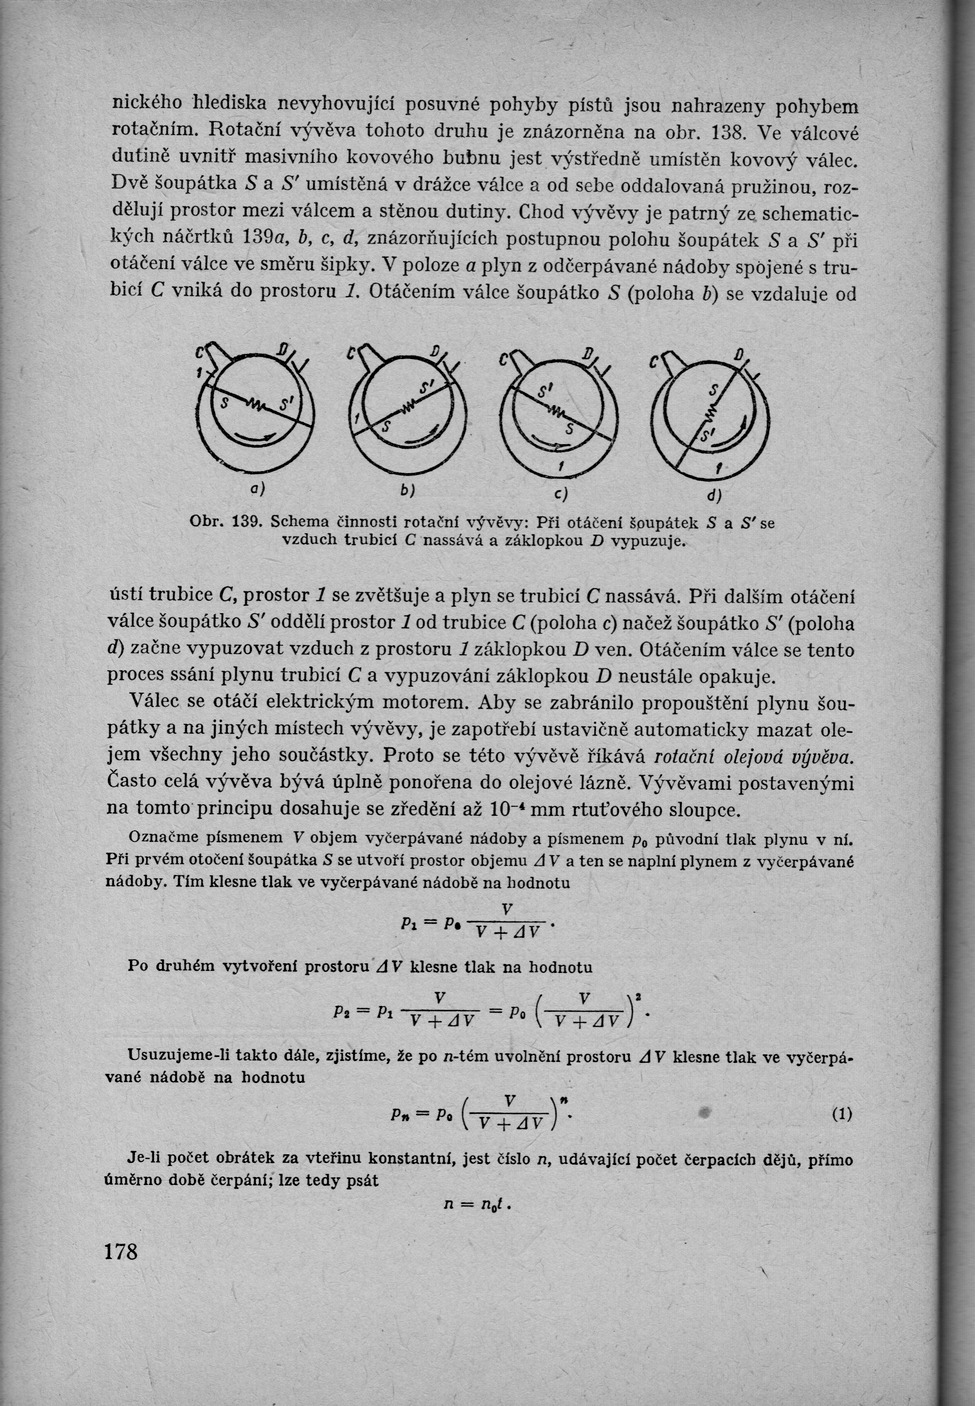 nického hlediska nevyhovující posuvné pohyby pístů jsou nahrazeny pohybem
rotačním. Rotační vývěva tohoto druhu je znázorněna na obr. 138. Ve válcové
dutině uvnitř masivního kovového bubnu jest výstředně umístěn kovový válec.
Dvě šoupátka S a S′ umístěná v drážce válce a od sebe oddalovaná pružinou, roz-
dělují prostor mezi válcem a stěnou dutiny. Chod vývěvy je patrný ze schematic-
kých náčrtků 139a, b, c, d, znázorňujících postupnou polohu šoupátek S a S′ při
otáčení válce ve směru šipky. V poloze a plyn z odčerpávané nádoby spojené s tru-
bicí C vniká do prostoru 1. Otáčením válce šoupátko S (poloha b) se vzdaluje od
C D 1 S S′
C D 1 S S′
C D S′ S 1
C D S S′ 1
a) b) c) d)
Obr. 139. Schema činnosti rotační vývěvy: Při otáčení šoupátek S a S′ se
vzduch trubicí C nassává a záklopkou D vypuzuje.
ústí trubice C, prostor 1 se zvětšuje a plyn se trubicí C nassává. Při dalším otáčení
válce šoupátko S′ oddělí prostor 1 od trubice C (poloha c) načež šoupátko S′ (poloha
d) začne vypuzovat vzduch z prostoru 1 záklopkou D ven. Otáčením válce se tento
proces ssání plynu trubicí C a vypuzování záklopkou D neustále opakuje.
Válec se otáčí elektrickým motorem. Aby se zabránilo propouštění plynu šou-
pátky a na jiných místech vývěvy, je zapotřebí ustavičně automaticky mazat ole-
jem všechny jeho součástky. Proto se této vývěvě říkává rotační olejová vývěva.
Často celá vývěva bývá úplně ponořena do olejové lázně. Vývěvami postavenými
na tomto principu dosahuje se zředění až 10⁻⁴ mm rtuťového sloupce.
Označme písmenem V objem vyčerpávané nádoby a písmenem p₀ původní tlak plynu v ní.
Při prvém otočení šoupátka S se utvoří prostor objemu ΔV a ten se naplní plynem z vyčerpávané
nádoby. Tím klesne tlak ve vyčerpávané nádobě na hodnotu
p₁ = p₀ V / (V + ΔV) .
Po druhém vytvoření prostoru ΔV klesne tlak na hodnotu
p₂ = p₁ V / (V + ΔV) = p₀ (V / (V + ΔV))² .
Usuzujeme-li takto dále, zjistíme, že po n-tém uvolnění prostoru ΔV klesne tlak ve vyčerpá-
vané nádobě na hodnotu
pₙ = p₀ (V / (V + ΔV))ⁿ . (1)
Je-li počet obrátek za vteřinu konstantní, jest číslo n, udávající počet čerpacích dějů, přímo
úměrno době čerpání; lze tedy psát
n = n₀t .
178